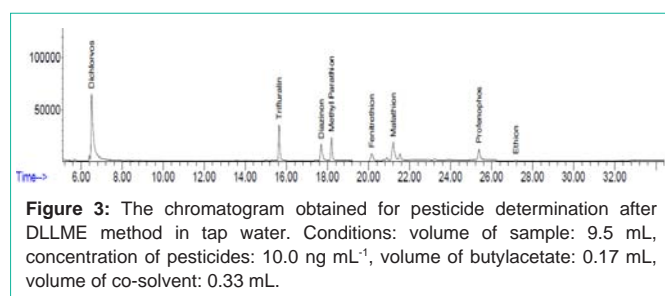 100000
50000
Dichlorvos
Trifluralin
Diazinon
Methyl Parathion
Fenitrothion
Malathion
Profenophos
Ethion
Time-->
6.00 8.00 10.00 12.00 14.00 16.00 18.00 20.00 22.00 24.00 26.00 28.00 30.00 32.00
Figure 3: The chromatogram obtained for pesticide determination after
DLLME method in tap water. Conditions: volume of sample: 9.5 mL,
concentration of pesticides: 10.0 ng mL-1, volume of butylacetate: 0.17 mL,
volume of co-solvent: 0.33 mL.